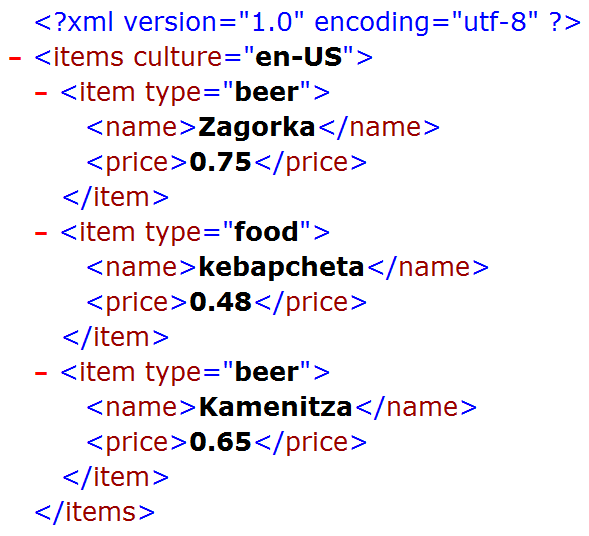 <?xml version="1.0" encoding="utf-8" ?>
– <items culture="en-US">
– <item type="beer">
<name>Zagorka</name>
<price>0.75</price>
</item>
– <item type="food">
<name>kebapcheta</name>
<price>0.48</price>
</item>
– <item type="beer">
<name>Kamenitza</name>
<price>0.65</price>
</item>
</items>